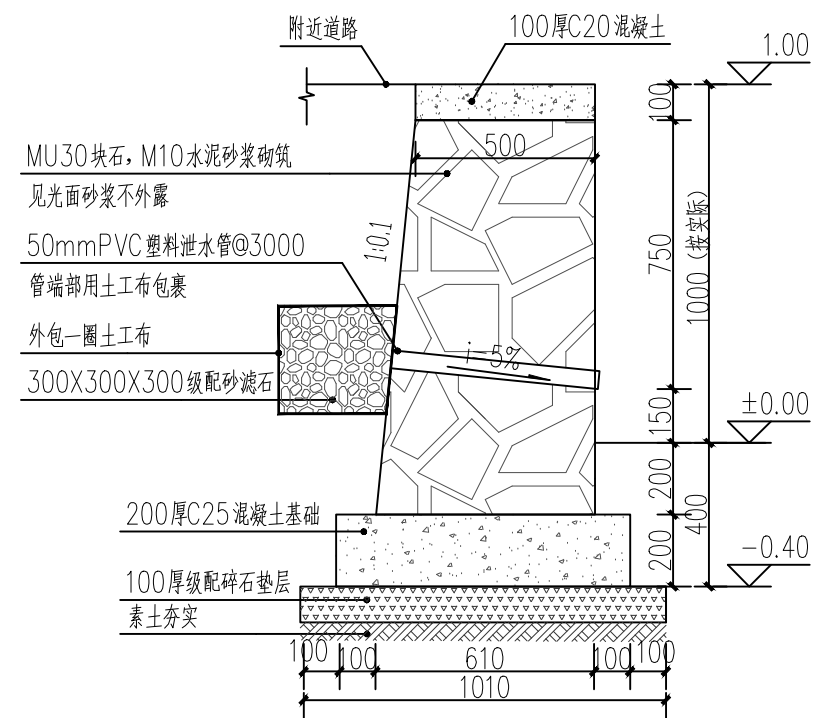 附近道路
100厚C20混凝土
1.00
100
500
MU30块石，M10水泥砂浆砌筑
见光面砂浆不外露
1:0.1
750
1000（按实际）
50mmPVC塑料泄水管@3000
管端部用土工布包裹
外包一圈土工布
i=5%
300X300X300级配砂滤石
150
±0.00
200
400
200厚C25混凝土基础
200
-0.40
100厚级配碎石垫层
素土夯实
100
100
610
100
100
1010